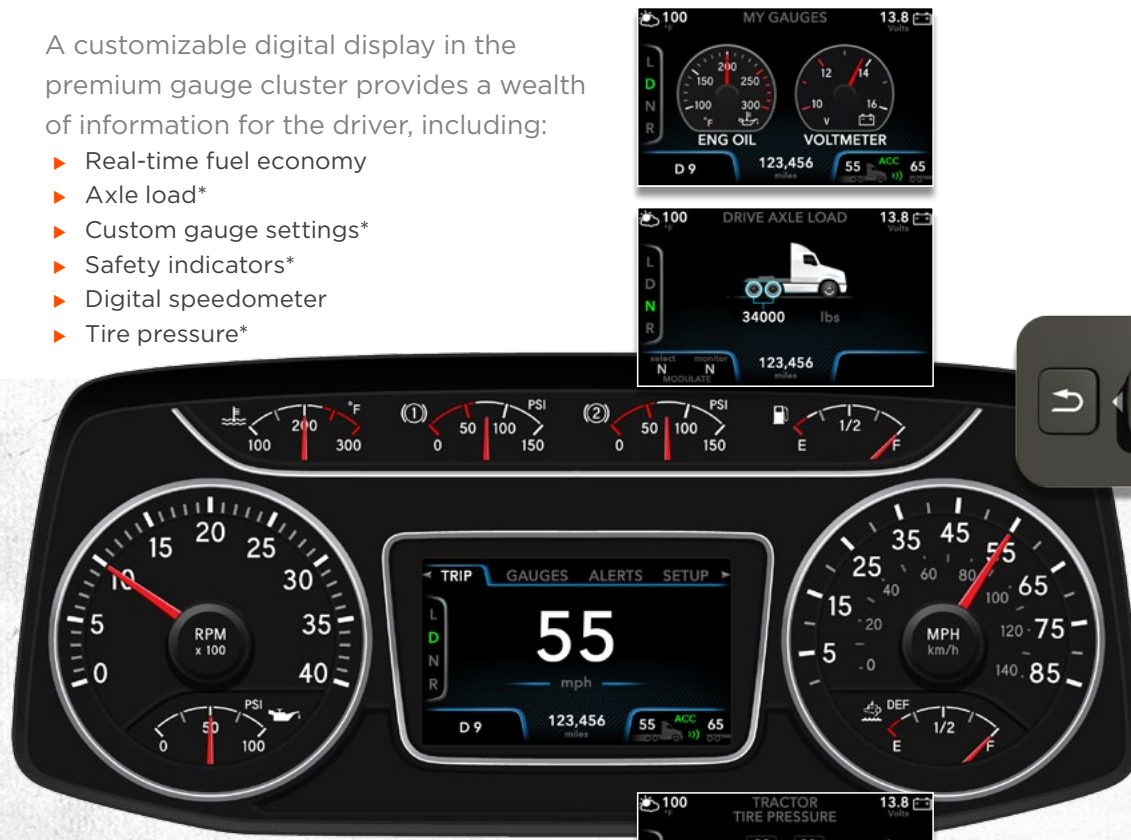 A customizable digital display in the
premium gauge cluster provides a wealth
of information for the driver, including:
Real-time fuel economy
Axle load*
Custom gauge settings*
Safety indicators*
Digital speedometer
Tire pressure*
100 MY GAUGES 13.8
°F Volts
L
D
N
R
100 150 200 250 300
°F
ENG OIL
10 12 14 16
V
VOLTMETER
D 9 123,456 miles 55 ACC 65
100 DRIVE AXLE LOAD 13.8
°F Volts
L
D
N
R
34000 lbs
select monitor
N N
MODULATE
123,456
miles
100 200 300 °F
(1) 0 50 100 150 PSI
(2) 0 50 100 150 PSI
E 1/2 F
0 5 10 15 20 25 30 35 40
RPM
x 100
0 50 100 PSI
TRIP GAUGES ALERTS SETUP
L
D
N
R
55
mph
D 9 123,456 miles 55 ACC 65
5 15 25 35 45 55 65 75 85
0 20 40 60 80 100 120 140
MPH
km/h
DEF
E 1/2 F
100 TRACTOR 13.8
°F TIRE PRESSURE Volts